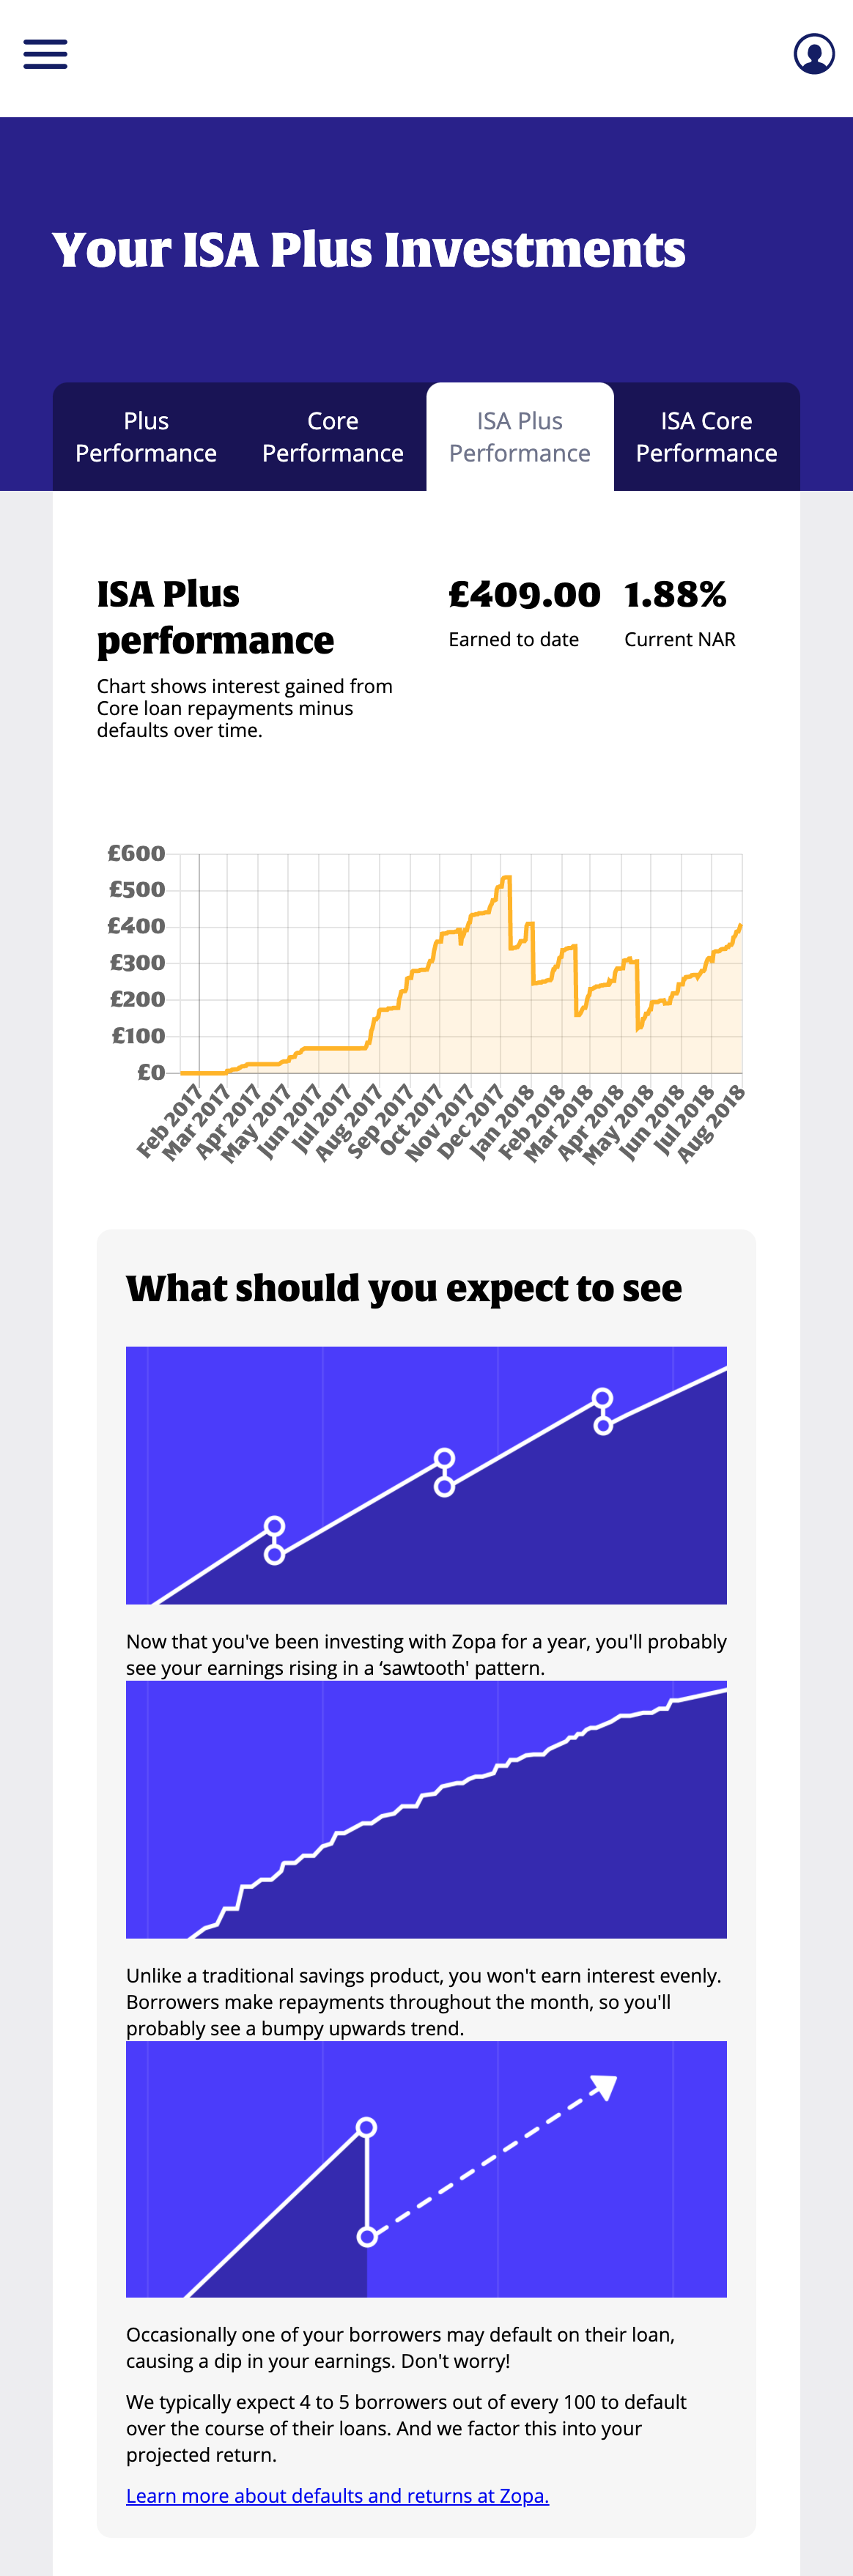 Your ISA Plus Investments
Plus
Performance
Core
Performance
ISA Plus
Performance
ISA Core
Performance
ISA Plus
performance
£409.00
1.88%
Earned to date
Current NAR
Chart shows interest gained from
Core loan repayments minus
defaults over time.
£600
£500
£400
£300
£200
£100
£0
Feb 2017
Mar 2017
Apr 2017
May 2017
Jun 2017
Jul 2017
Aug 2017
Sep 2017
Oct 2017
Nov 2017
Dec 2017
Jan 2018
Feb 2018
Mar 2018
Apr 2018
May 2018
Jun 2018
Jul 2018
Aug 2018
What should you expect to see
Now that you've been investing with Zopa for a year, you'll probably
see your earnings rising in a ‘sawtooth' pattern.
Unlike a traditional savings product, you won't earn interest evenly.
Borrowers make repayments throughout the month, so you'll
probably see a bumpy upwards trend.
Occasionally one of your borrowers may default on their loan,
causing a dip in your earnings. Don't worry!
We typically expect 4 to 5 borrowers out of every 100 to default
over the course of their loans. And we factor this into your
projected return.
Learn more about defaults and returns at Zopa.